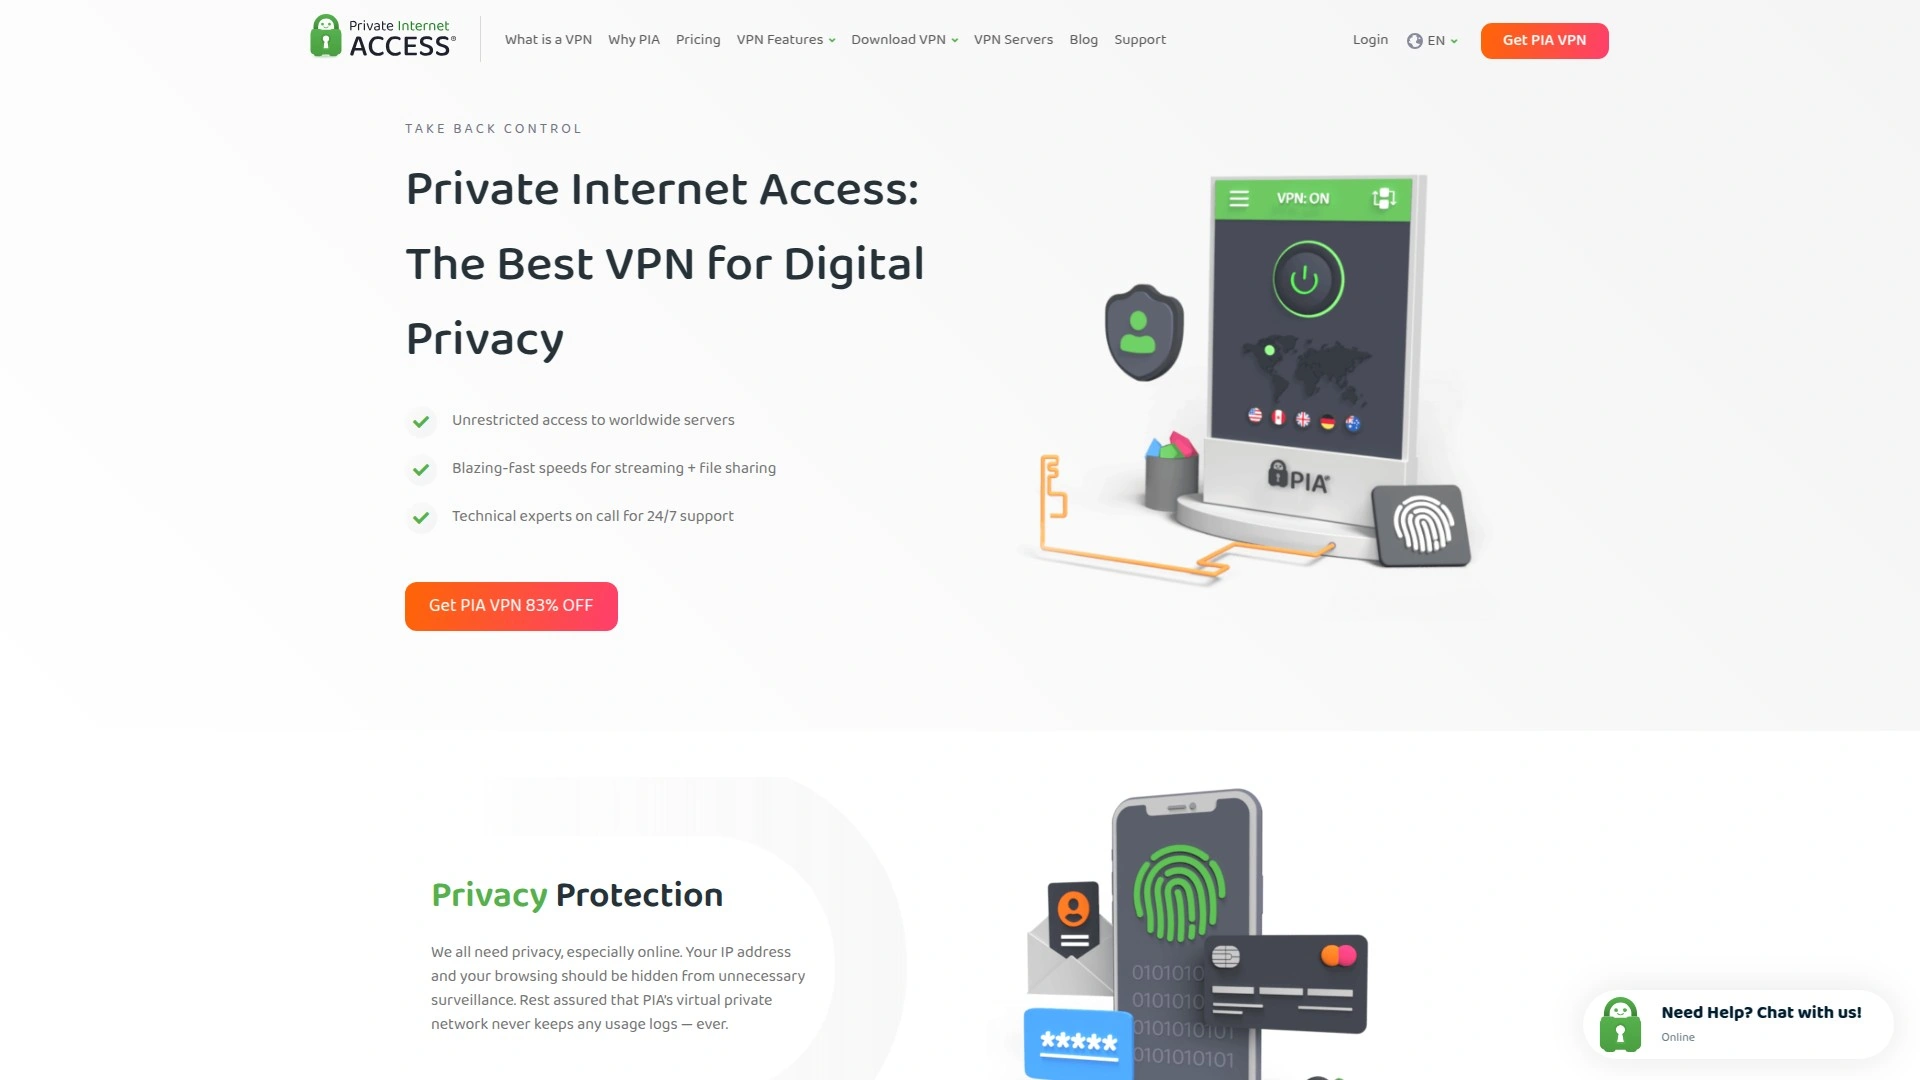 Private Internet
ACCESS®
What is a VPN
Why PIA
Pricing
VPN Features
Download VPN
VPN Servers
Blog
Support
Login
EN
Get PIA VPN
TAKE BACK CONTROL
Private Internet Access:
The Best VPN for Digital
Privacy
Unrestricted access to worldwide servers
Blazing-fast speeds for streaming + file sharing
Technical experts on call for 24/7 support
Get PIA VPN 83% OFF
VPN: ON
PIA
Privacy Protection
We all need privacy, especially online. Your IP address
and your browsing should be hidden from unnecessary
surveillance. Rest assured that PIA's virtual private
network never keeps any usage logs — ever.
0101010
010101
0101010101
0101010101
*****
Need Help? Chat with us!
Online